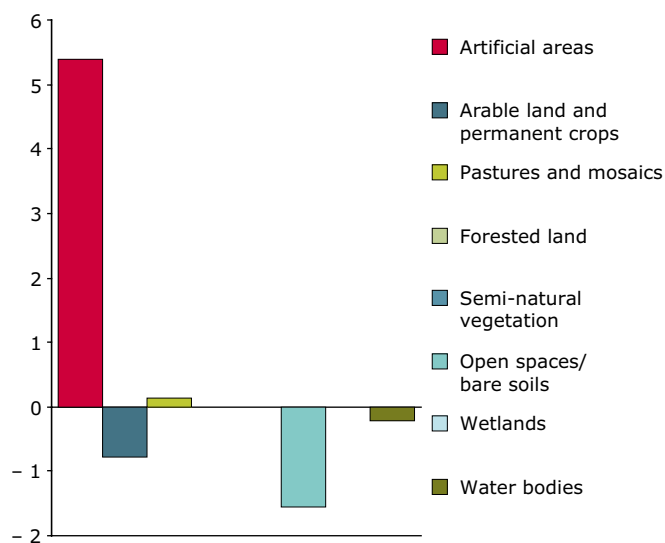 6
5
4
3
2
1
0
– 1
– 2
Artificial areas
Arable land and
permanent crops
Pastures and mosaics
Forested land
Semi-natural
vegetation
Open spaces/
bare soils
Wetlands
Water bodies